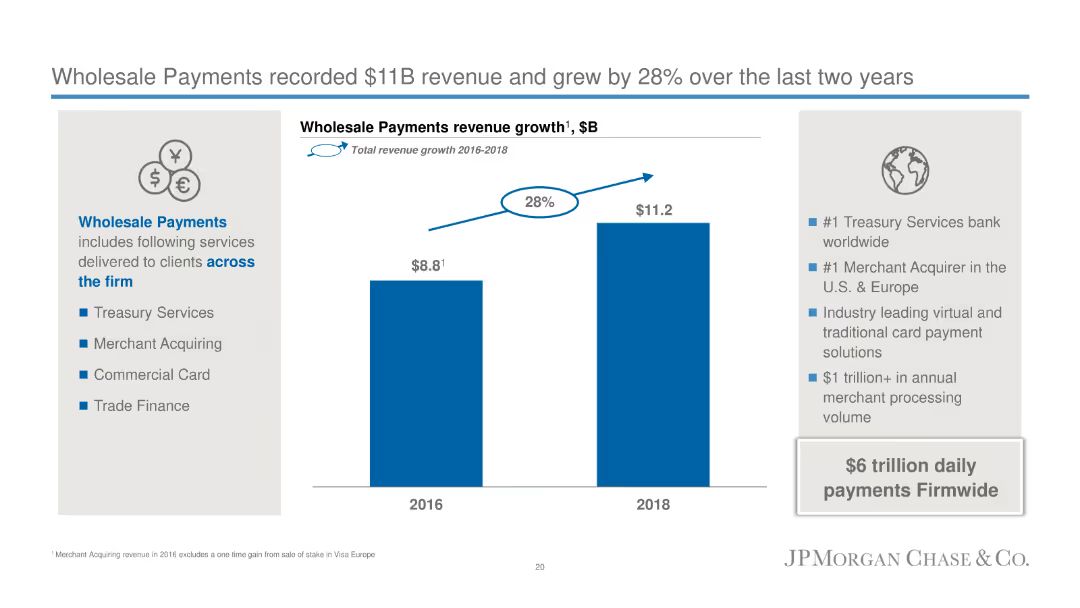 Wholesale Payments recorded $11B revenue and grew by 28% over the last two years
¥
$
€
Wholesale Payments
includes following services
delivered to clients across
the firm
■ Treasury Services
■ Merchant Acquiring
■ Commercial Card
■ Trade Finance
Wholesale Payments revenue growth¹, $B
Total revenue growth 2016-2018
28%
$8.8¹
$11.2
2016
2018
■ #1 Treasury Services bank
worldwide
■ #1 Merchant Acquirer in the
U.S. & Europe
■ Industry leading virtual and
traditional card payment
solutions
■ $1 trillion+ in annual
merchant processing
volume
$6 trillion daily
payments Firmwide
¹ Merchant Acquiring revenue in 2016 excludes a one time gain from sale of stake in Visa Europe
20
JPMORGAN CHASE & CO.